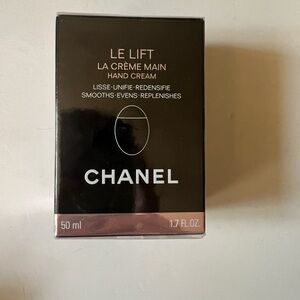 LE LIFT
LA CRÈME MAIN
HAND CREAM
LISSE·UNIFIE·REDENSIFIE
SMOOTHS·EVENS·REPLENISHES
CHANEL
50 ml 1.7 FL.OZ.